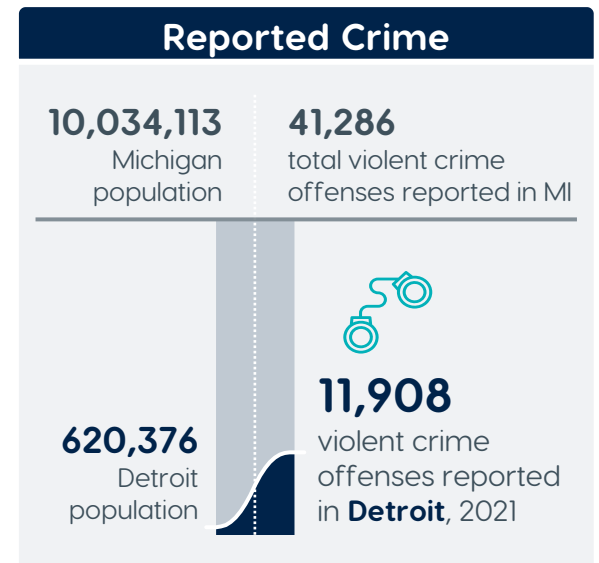 Reported Crime
10,034,113
Michigan
population
41,286
total violent crime
offenses reported in MI
620,376
Detroit
population
11,908
violent crime
offenses reported
in Detroit, 2021